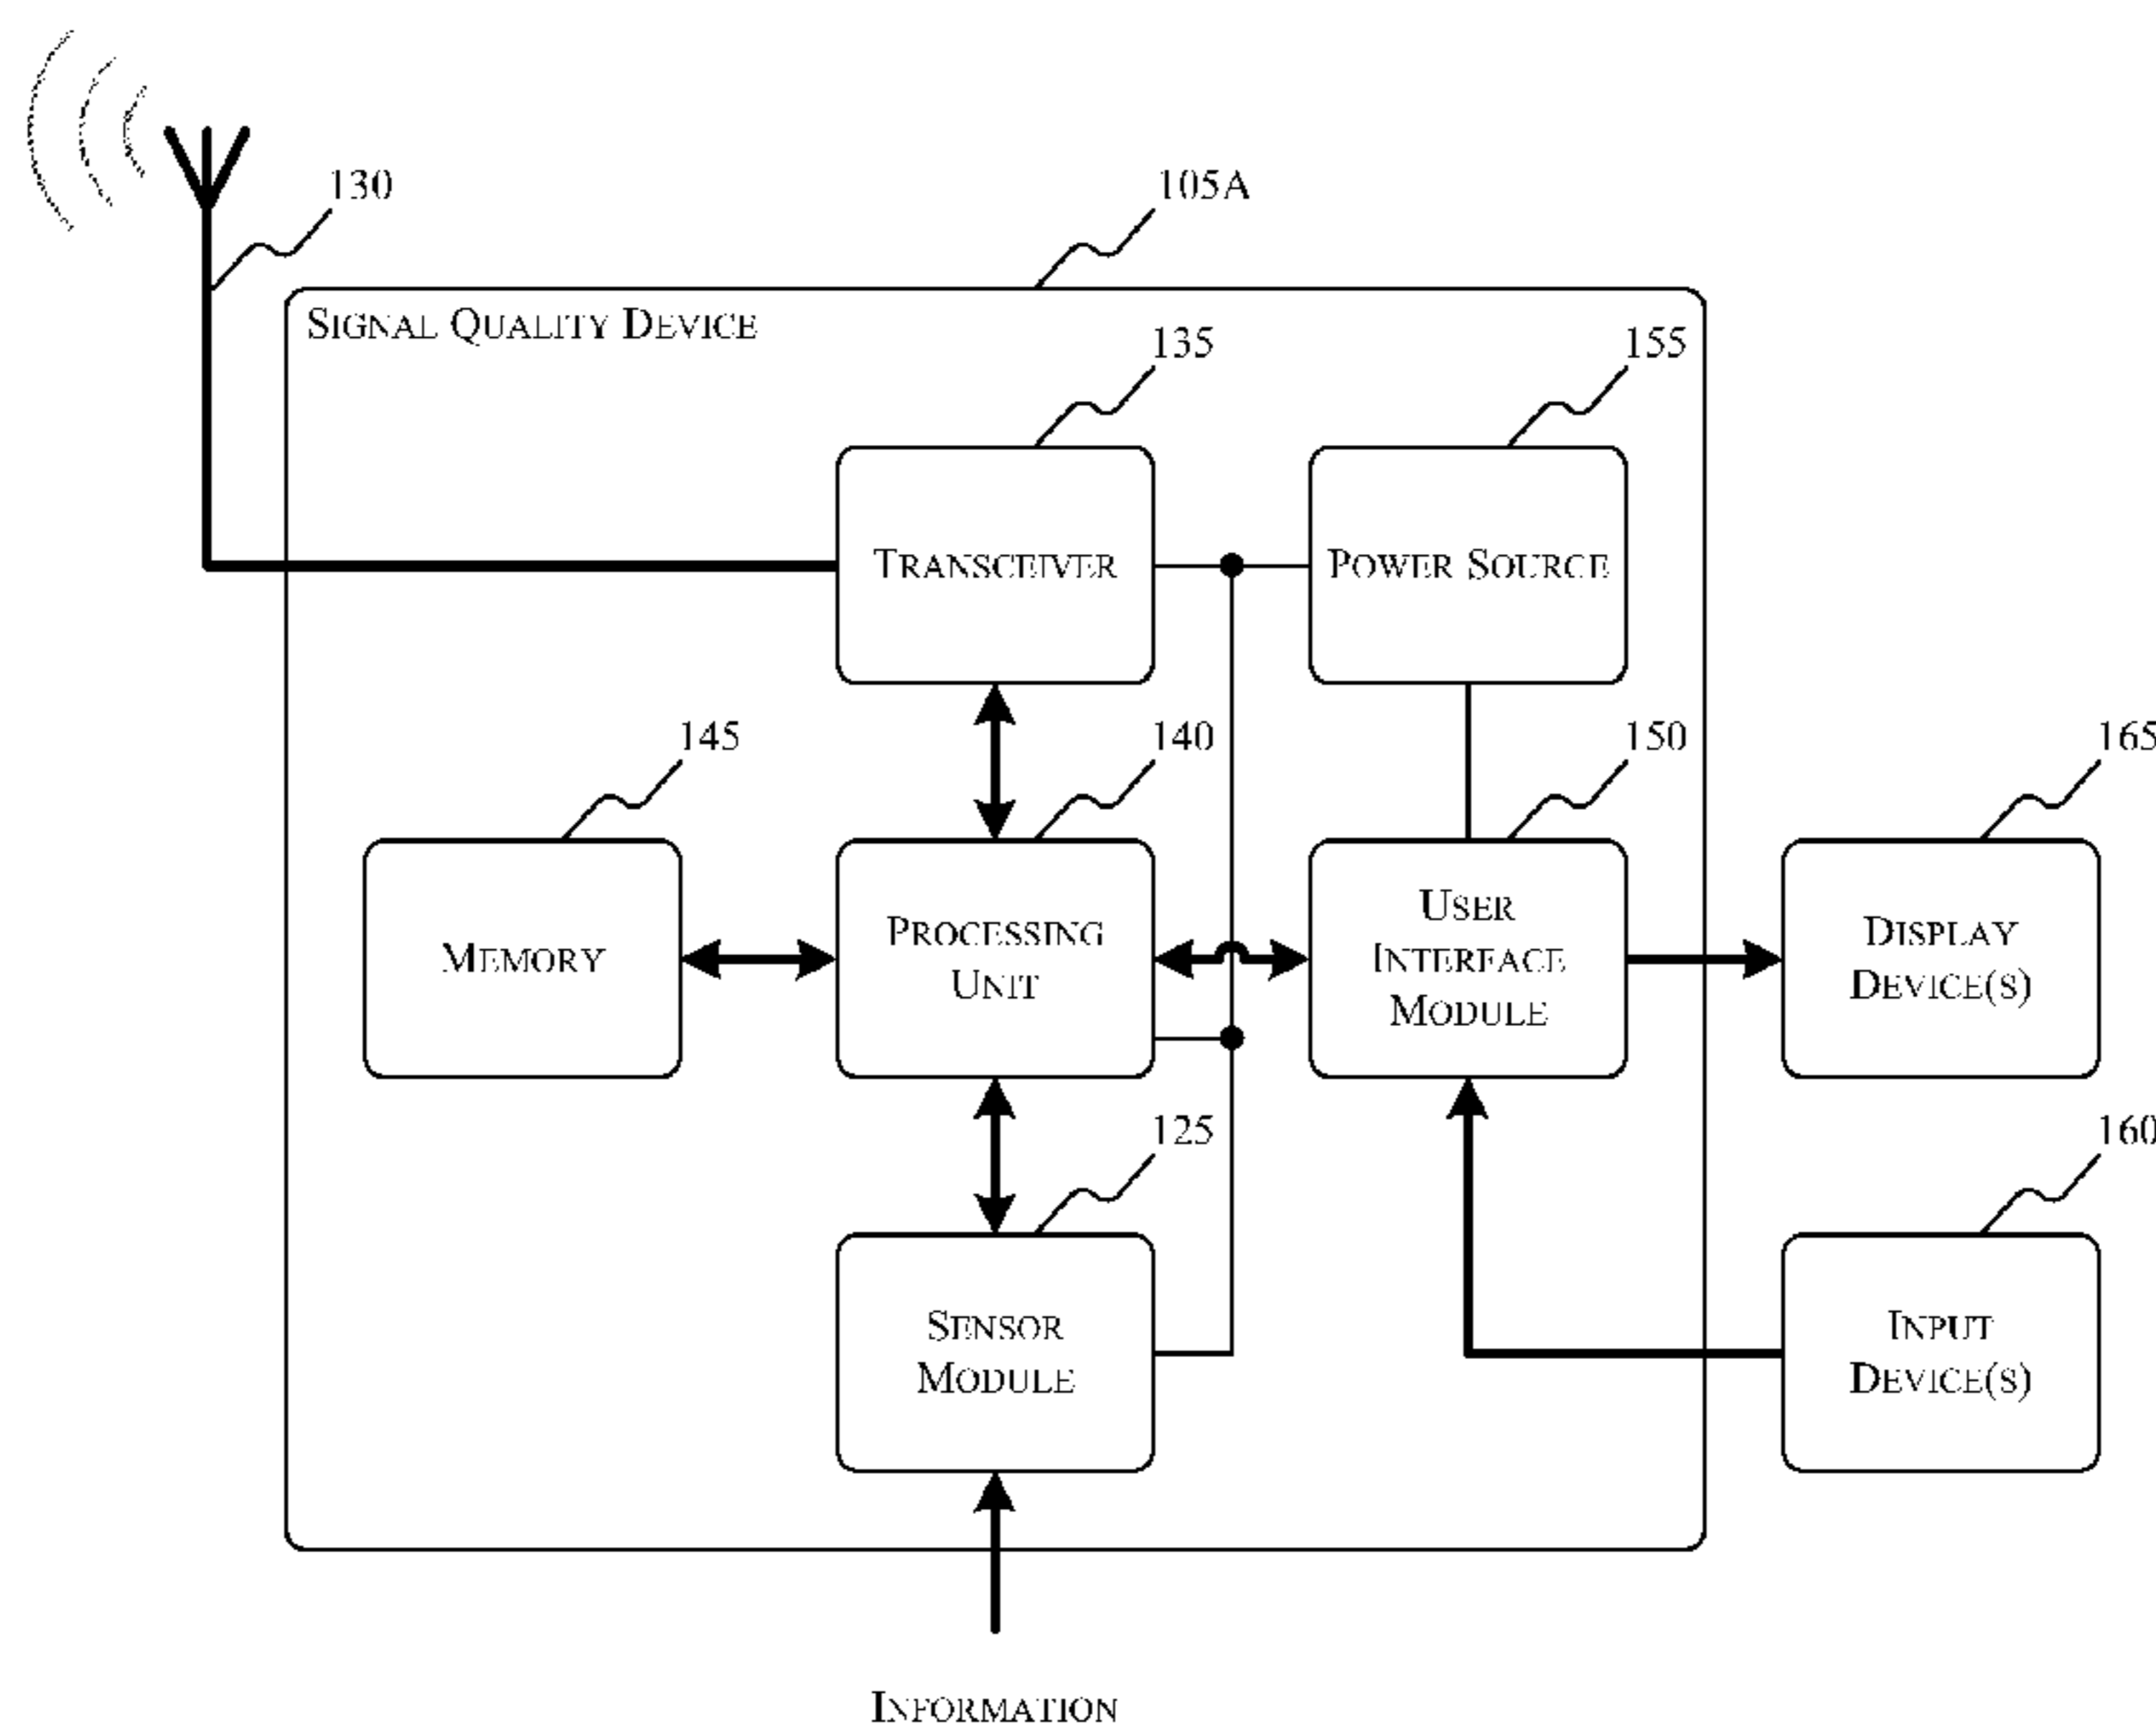 130
105A
SIGNAL QUALITY DEVICE
135
155
TRANSCEIVER
POWER SOURCE
145
140
150
165
MEMORY
PROCESSING
UNIT
USER
INTERFACE
MODULE
DISPLAY
DEVICE(S)
125
160
SENSOR
MODULE
INPUT
DEVICE(S)
INFORMATION